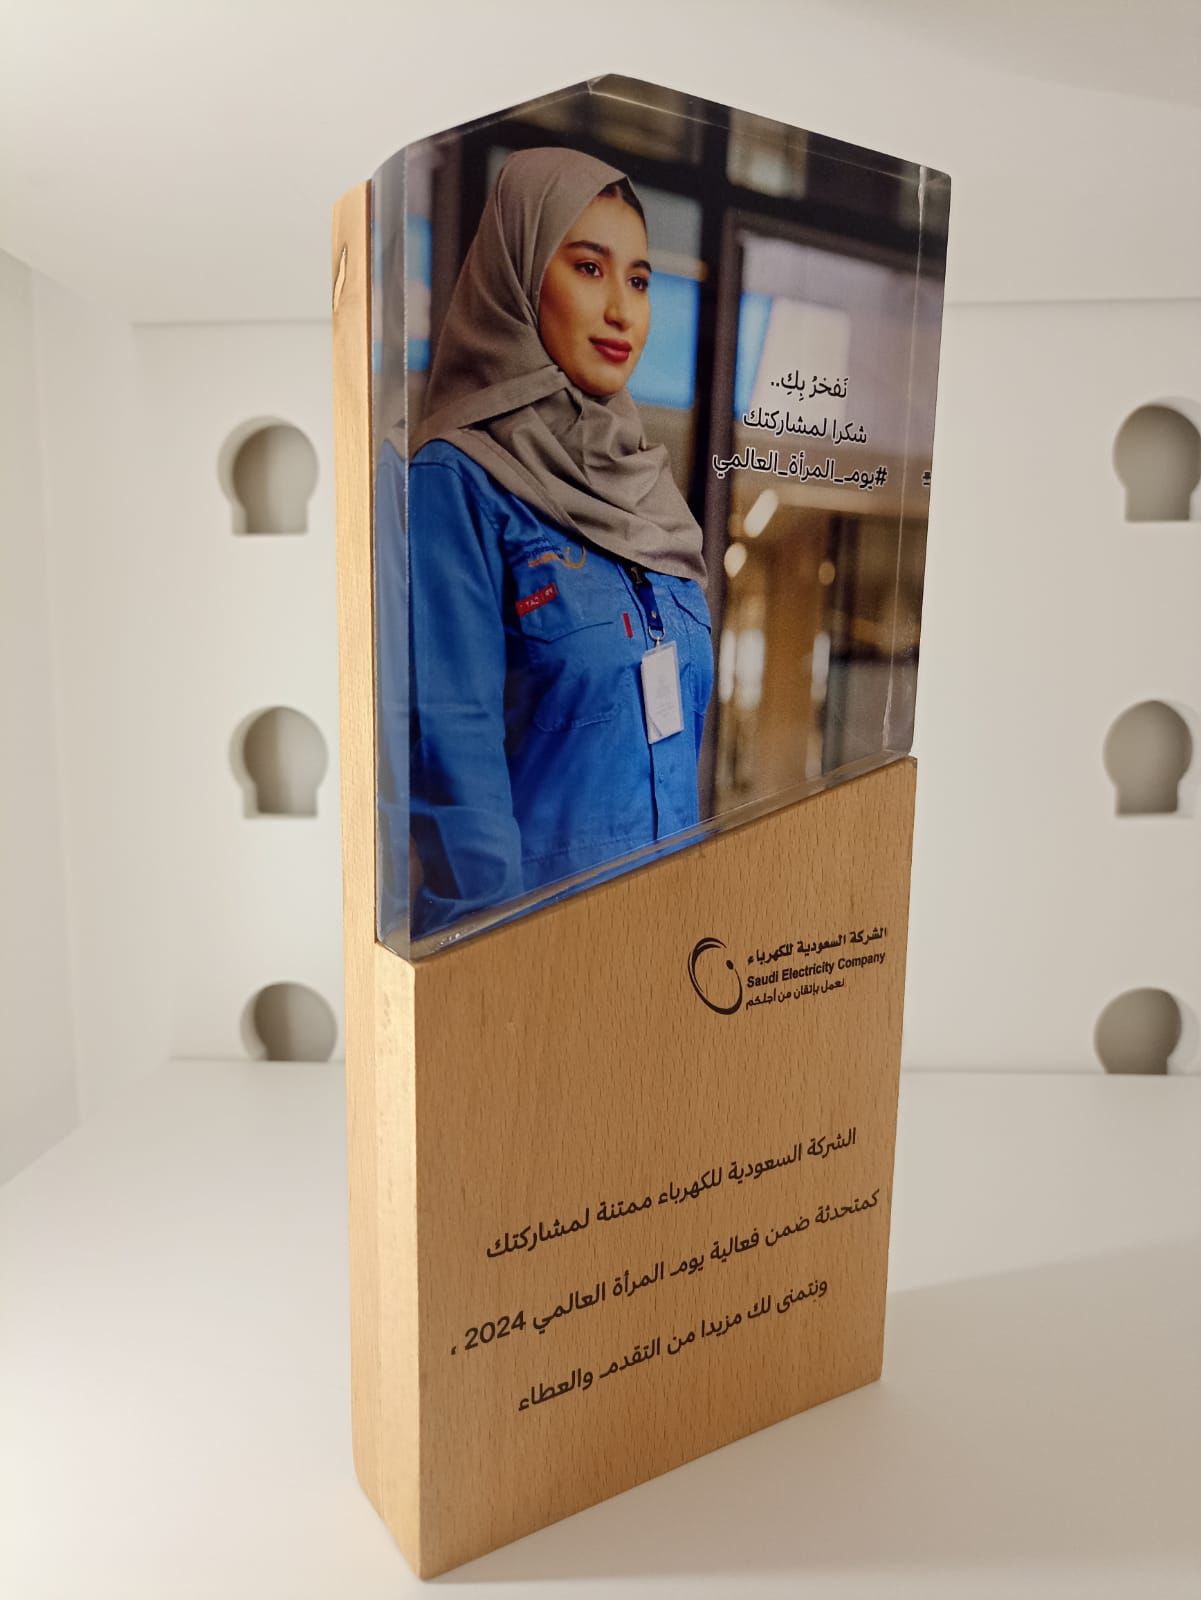 نَفخرُ بِكِ..
شكرا لمشاركتك
#يوم_المرأة_العالمي
الشركة السعودية للكهرباء
Saudi Electricity Company
نعمل بإتقان من أجلكم
الشركة السعودية للكهرباء ممتنة لمشاركتك
كمتحدثة ضمن فعالية يوم المرأة العالمي 2024 ،
ونتمنى لك مزيدا من التقدم والعطاء